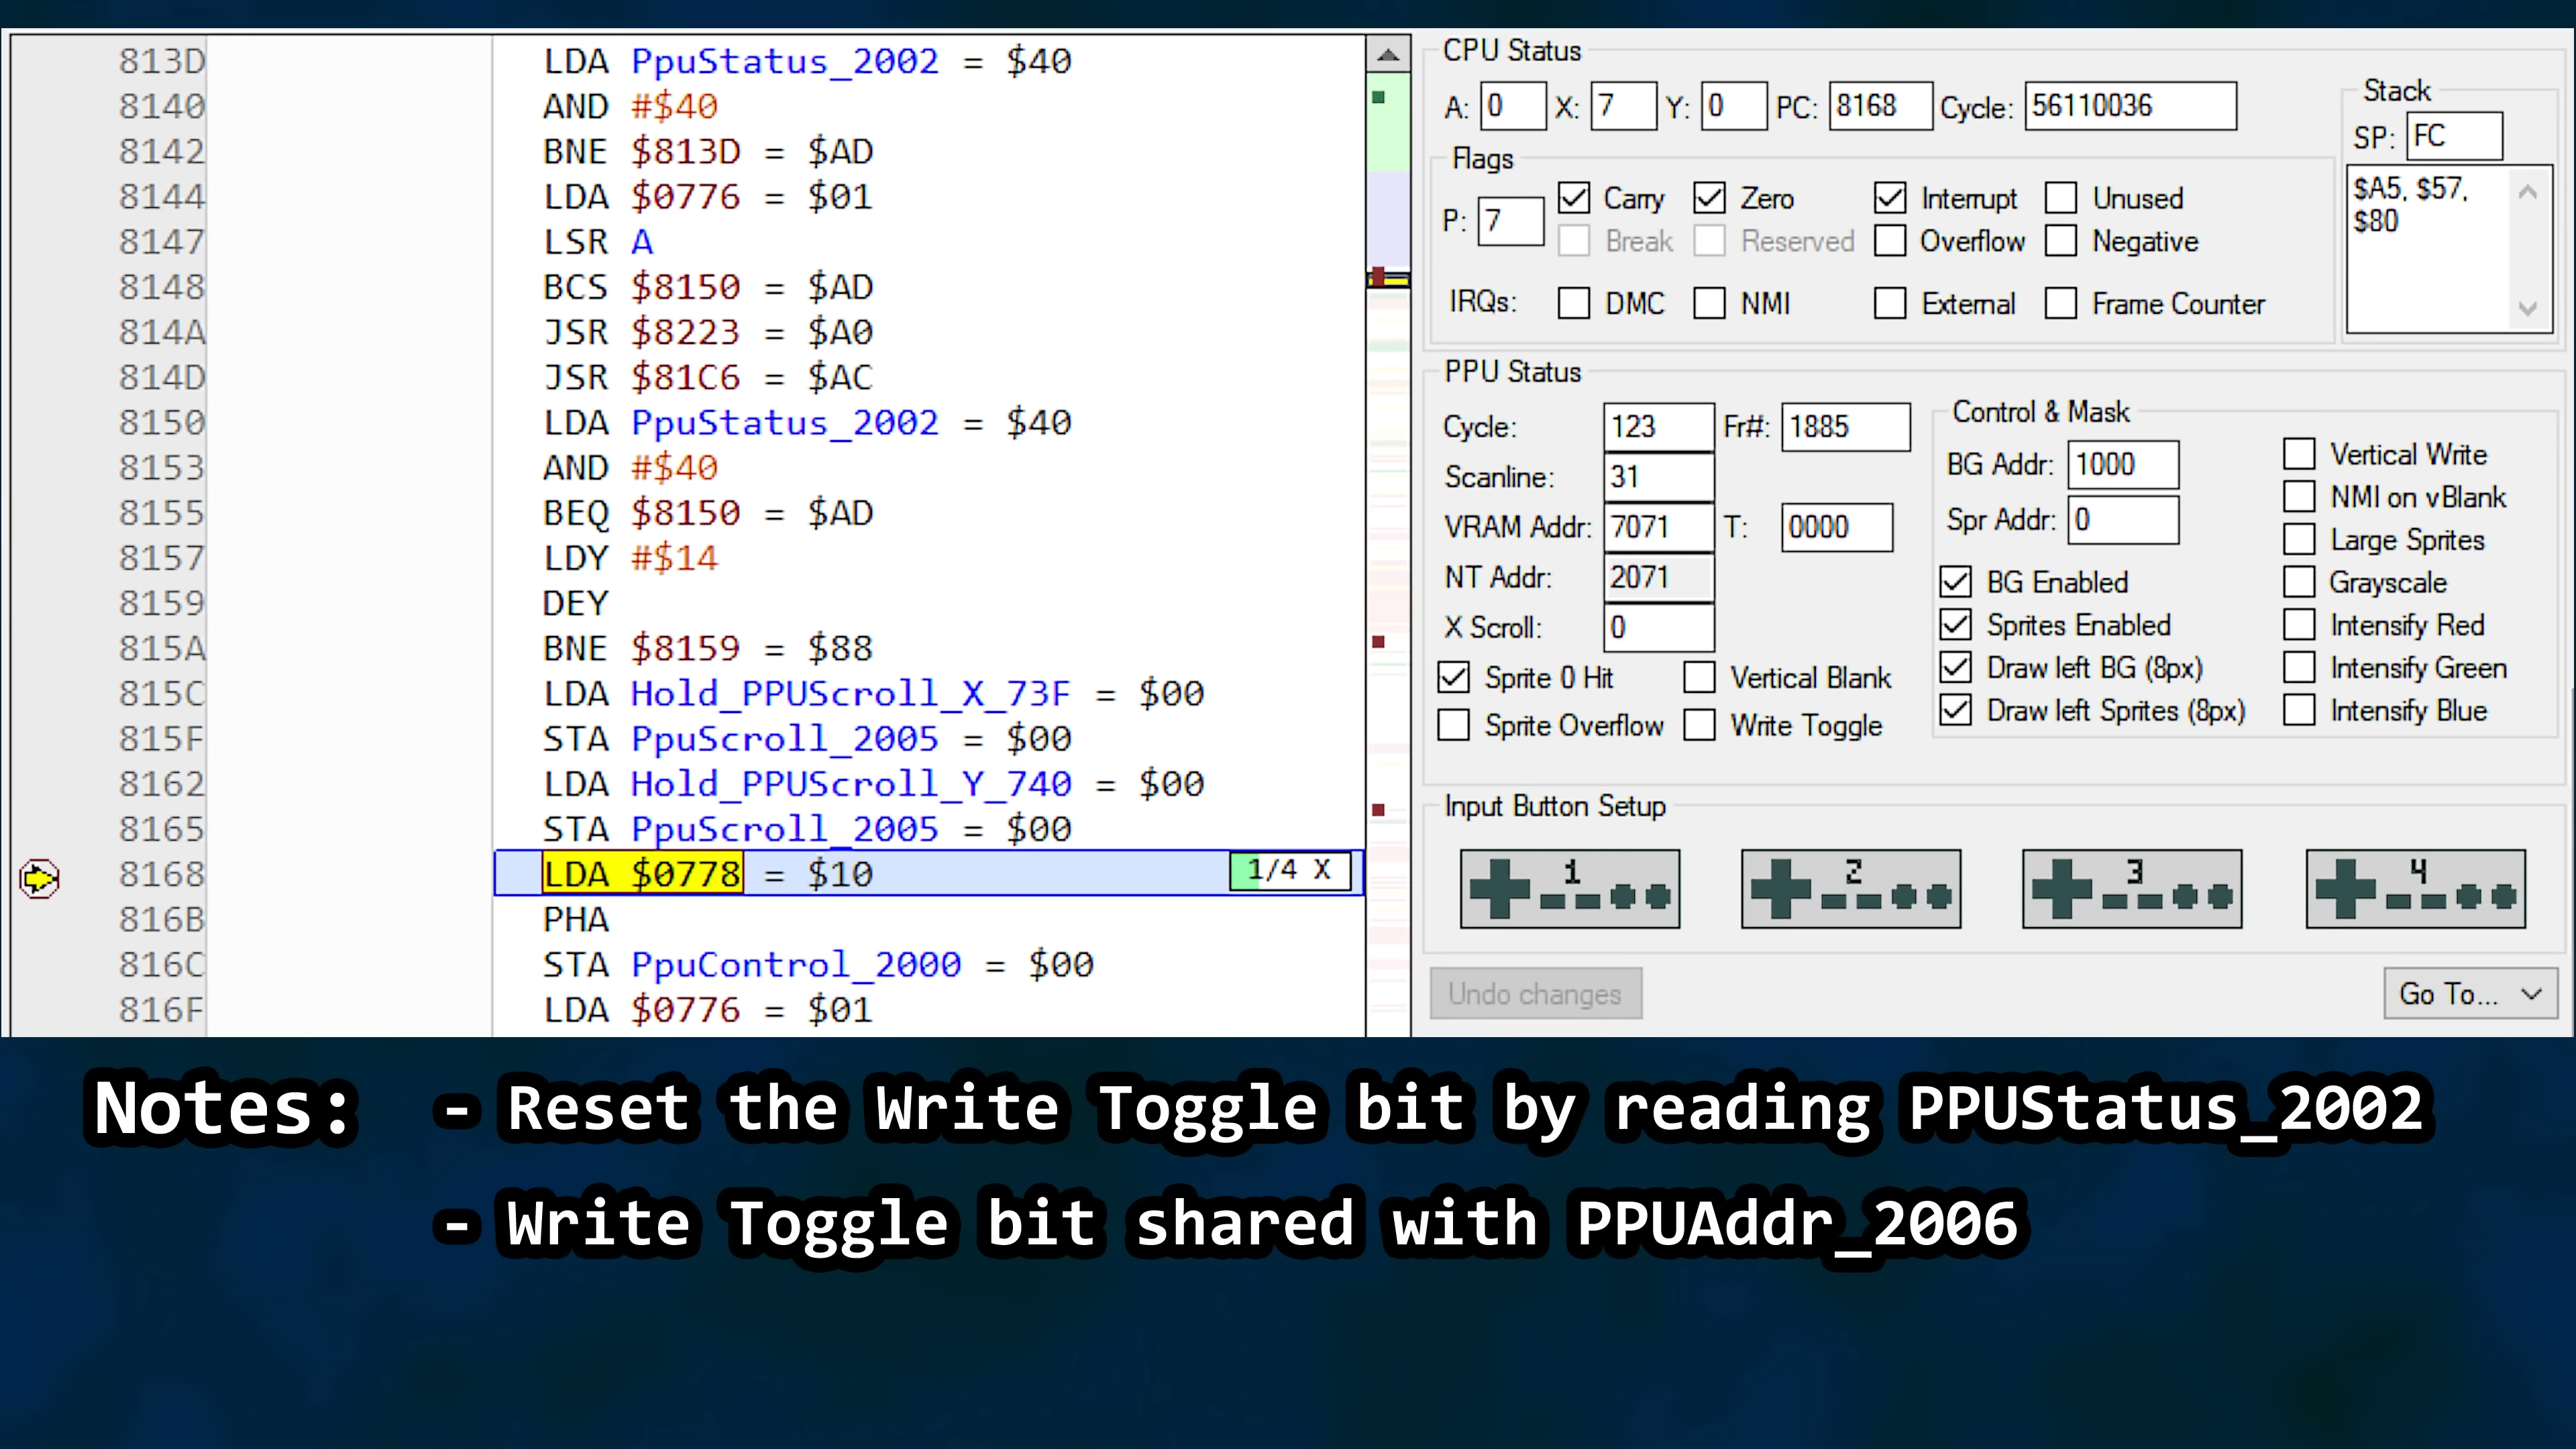 813D LDA PpuStatus_2002 = $40
8140 AND #$40
8142 BNE $813D = $AD
8144 LDA $0776 = $01
8147 LSR A
8148 BCS $8150 = $AD
814A JSR $8223 = $A0
814D JSR $81C6 = $AC
8150 LDA PpuStatus_2002 = $40
8153 AND #$40
8155 BEQ $8150 = $AD
8157 LDY #$14
8159 DEY
815A BNE $8159 = $88
815C LDA Hold_PPUScroll_X_73F = $00
815F STA PpuScroll_2005 = $00
8162 LDA Hold_PPUScroll_Y_740 = $00
8165 STA PpuScroll_2005 = $00
8168 LDA $0778 = $10 1/4 X
816B PHA
816C STA PpuControl_2000 = $00
816F LDA $0776 = $01
CPU Status
A: 0 X: 7 Y: 0 PC: 8168 Cycle: 56110036
Stack
SP: FC
$A5, $57,
$80
Flags
P: 7
Carry Zero Interrupt Unused
Break Reserved Overflow Negative
IRQs: DMC NMI External Frame Counter
PPU Status
Cycle: 123 Fr#: 1885
Scanline: 31
VRAM Addr: 7071 T: 0000
NT Addr: 2071
X Scroll: 0
Sprite 0 Hit Vertical Blank
Sprite Overflow Write Toggle
Control & Mask
BG Addr: 1000
Spr Addr: 0
BG Enabled
Sprites Enabled
Draw left BG (8px)
Draw left Sprites (8px)
Vertical Write
NMI on vBlank
Large Sprites
Grayscale
Intensify Red
Intensify Green
Intensify Blue
Input Button Setup
1 2 3 4
Undo changes Go To...
Notes: - Reset the Write Toggle bit by reading PPUStatus_2002
- Write Toggle bit shared with PPUAddr_2006